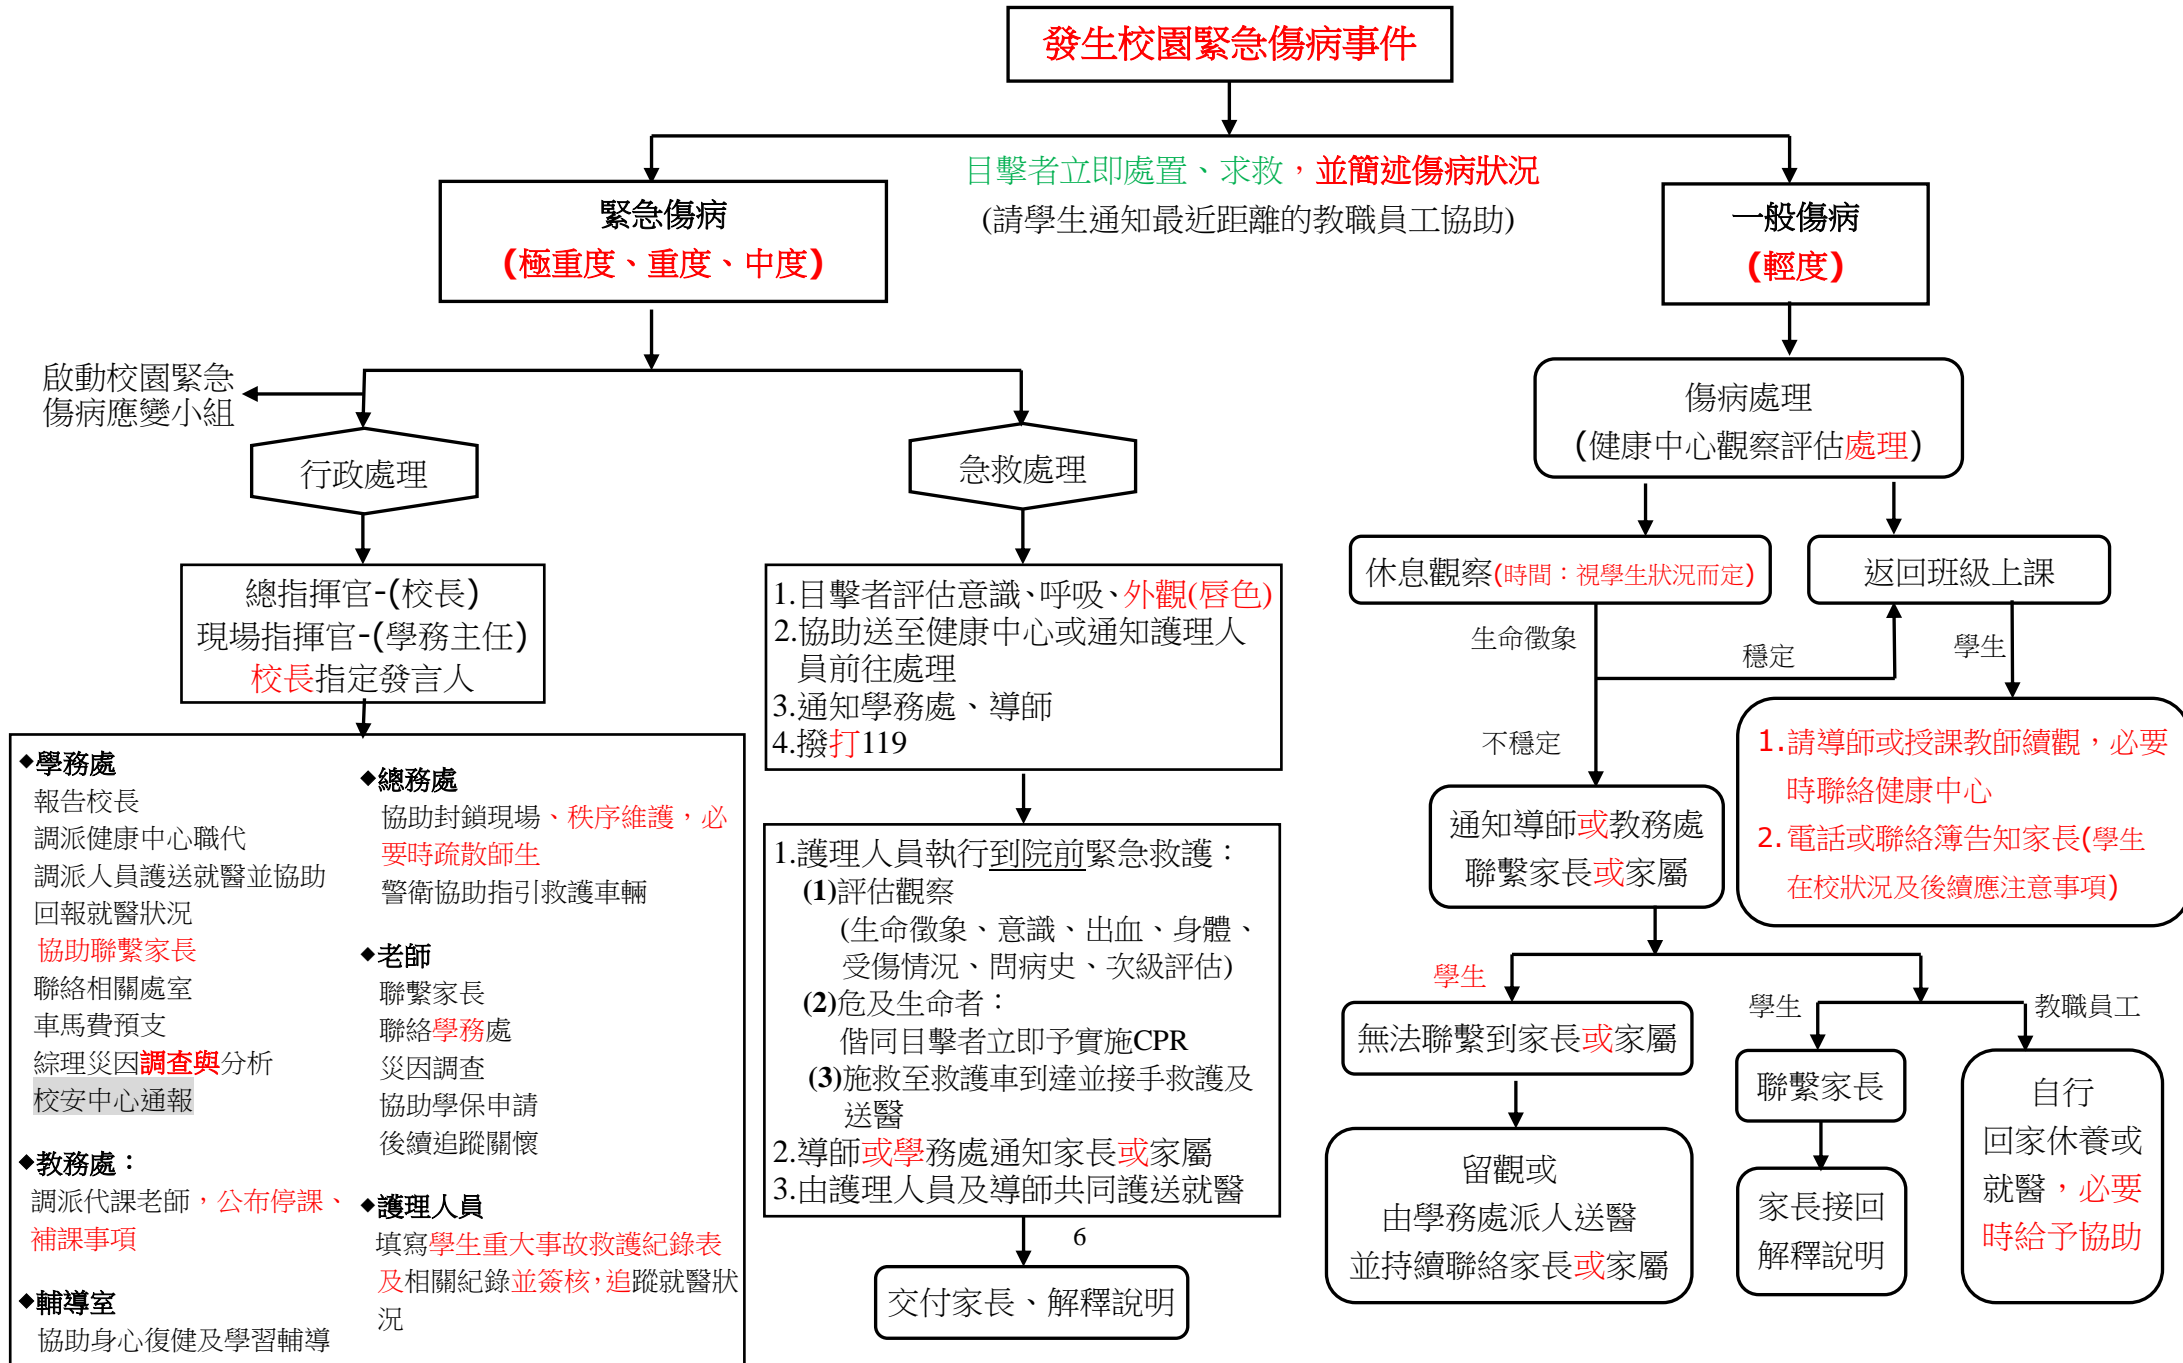 發生校園緊急傷病事件
目擊者立即處置、求救，並簡述傷病狀況
(請學生通知最近距離的教職員工協助)
緊急傷病
(極重度、重度、中度)
一般傷病
(輕度)
啟動校園緊急
傷病應變小組
行政處理
急救處理
傷病處理
(健康中心觀察評估處理)
總指揮官-(校長)
現場指揮官-(學務主任)
校長指定發言人
1.目擊者評估意識、呼吸、外觀(唇色)
2.協助送至健康中心或通知護理人
員前往處理
3.通知學務處、導師
4.撥打119
休息觀察(時間：視學生狀況而定)
返回班級上課
生命徵象
穩定
學生
不穩定
1.請導師或授課教師續觀，必要
時聯絡健康中心
2.電話或聯絡簿告知家長(學生
在校狀況及後續應注意事項)
通知導師或教務處
聯繫家長或家屬
◆學務處
報告校長
調派健康中心職代
調派人員護送就醫並協助
回報就醫狀況
協助聯繫家長
聯絡相關處室
車馬費預支
綜理災因調查與分析
校安中心通報
◆教務處：
調派代課老師，公布停課、
補課事項
◆輔導室
協助身心復健及學習輔導
◆總務處
協助封鎖現場、秩序維護，必
要時疏散師生
警衛協助指引救護車輛
◆老師
聯繫家長
聯絡學務處
災因調查
協助學保申請
後續追蹤關懷
◆護理人員
填寫學生重大事故救護紀錄表
及相關紀錄並簽核，追蹤就醫狀
況
1.護理人員執行到院前緊急救護：
(1)評估觀察
(生命徵象、意識、出血、身體、
受傷情況、問病史、次級評估)
(2)危及生命者：
偕同目擊者立即予實施CPR
(3)施救至救護車到達並接手救護及
送醫
2.導師或學務處通知家長或家屬
3.由護理人員及導師共同護送就醫
6
交付家長、解釋說明
學生
無法聯繫到家長或家屬
留觀或
由學務處派人送醫
並持續聯絡家長或家屬
學生
聯繫家長
家長接回
解釋說明
教職員工
自行
回家休養或
就醫，必要
時給予協助